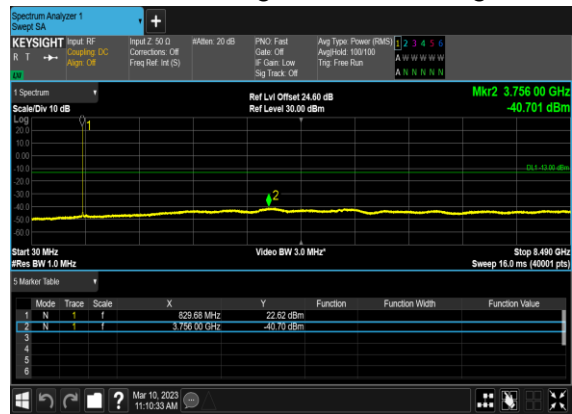 Spectrum Analyzer 1
Swept SA
+
KEYSIGHT Input: RF Input Z: 50 Ω #Atten: 20 dB PNO: Fast Avg Type: Power (RMS) 1 2 3 4 5 6
R T Coupling: DC Corrections: Off Gate: Off Avg|Hold: 100/100 A W W W W W
Align: Off Freq Ref: Int (S) IF Gain: Low Trig: Free Run
LXI Sig Track: Off A N N N N N
1 Spectrum Ref Lvl Offset 24.60 dB Mkr2 3.756 00 GHz
Scale/Div 10 dB Ref Level 30.00 dBm -40.701 dBm
Log
20.0
10.0
0.00
-10.0
-20.0
-30.0
-40.0
-50.0
-60.0
1
DL1 -13.00 dBm
2
Start 30 MHz Video BW 3.0 MHz* Stop 8.490 GHz
#Res BW 1.0 MHz Sweep 16.0 ms (40001 pts)
5 Marker Table
Mode Trace Scale X Y Function Function Width Function Value
1 N 1 f 829.68 MHz 22.62 dBm
2 N 1 f 3.756 00 GHz -40.70 dBm
3
4
5
6
? Mar 10, 2023
11:10:33 AM